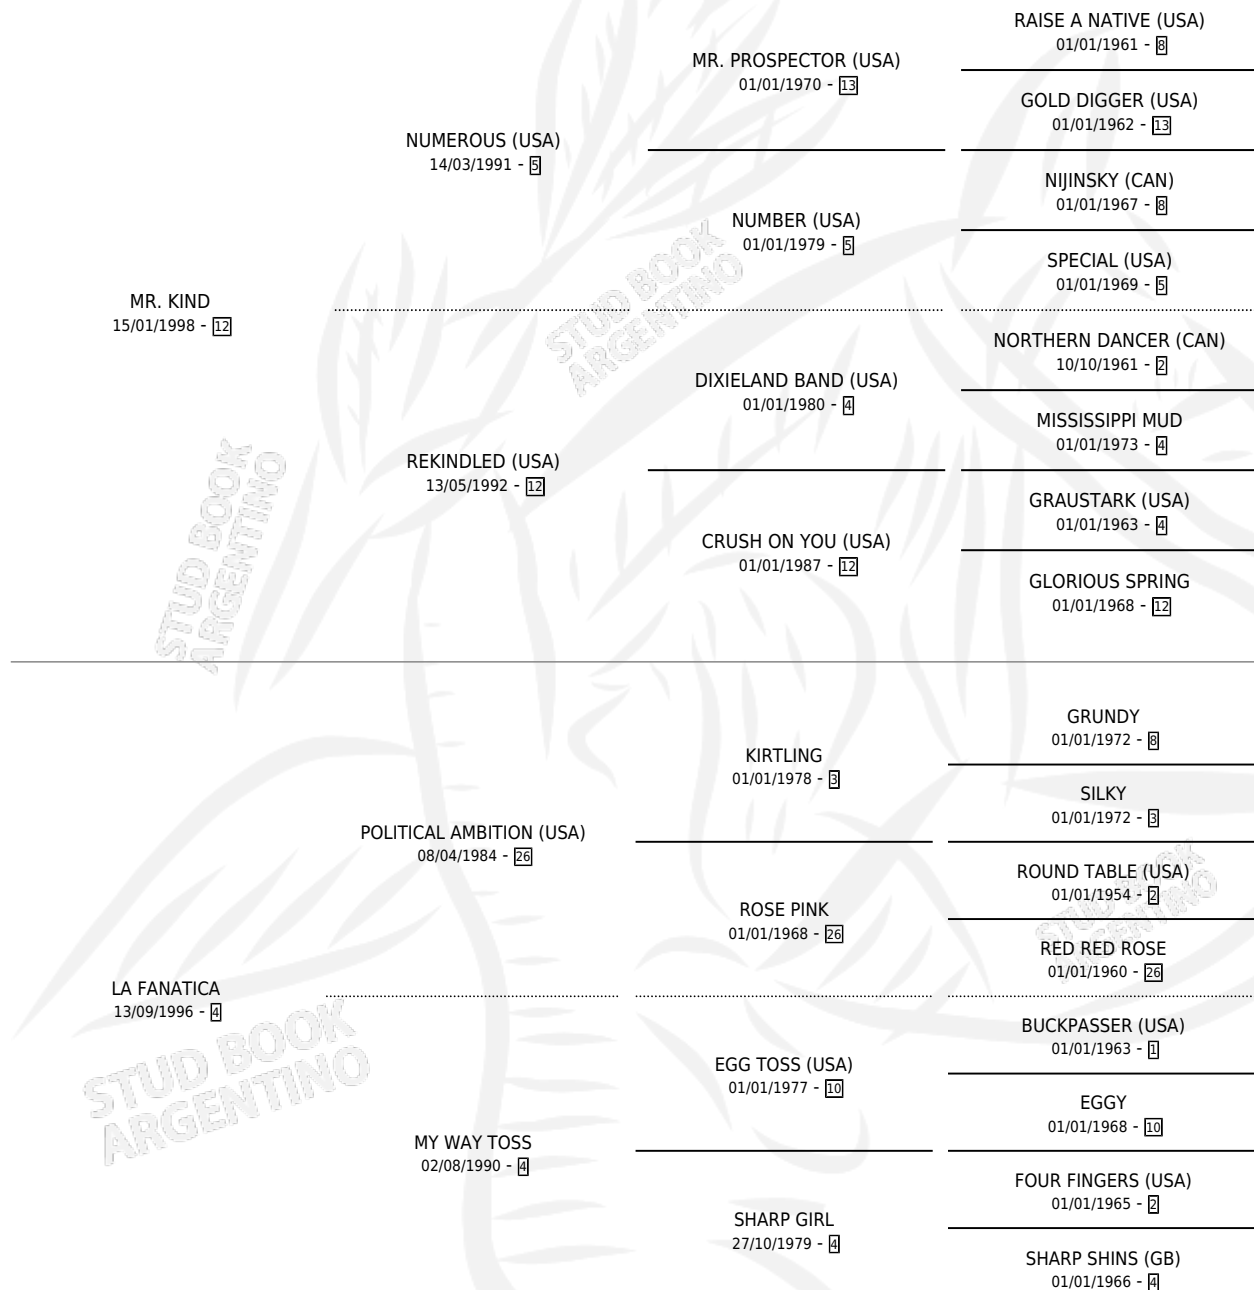 RAISE A NATIVE (USA)
01/01/1961 - 8
MR. PROSPECTOR (USA)
01/01/1970 - 13
GOLD DIGGER (USA)
01/01/1962 - 13
NUMEROUS (USA)
14/03/1991 - 5
NIJINSKY (CAN)
01/01/1967 - 8
NUMBER (USA)
01/01/1979 - 5
SPECIAL (USA)
01/01/1969 - 5
MR. KIND
15/01/1998 - 12
STUD BOOK
ARGENTINO
NORTHERN DANCER (CAN)
10/10/1961 - 2
DIXIELAND BAND (USA)
01/01/1980 - 4
MISSISSIPPI MUD
01/01/1973 - 4
REKINDLED (USA)
13/05/1992 - 12
GRAUSTARK (USA)
01/01/1963 - 4
CRUSH ON YOU (USA)
01/01/1987 - 12
GLORIOUS SPRING
01/01/1968 - 12
STUD BOOK
ARGENTINO
GRUNDY
01/01/1972 - 8
KIRTLING
01/01/1978 - 3
SILKY
01/01/1972 - 3
POLITICAL AMBITION (USA)
08/04/1984 - 26
ROUND TABLE (USA)
01/01/1954 - 2
ROSE PINK
01/01/1968 - 26
STUD BOOK
ARGENTINO
RED RED ROSE
01/01/1960 - 26
LA FANATICA
13/09/1996 - 4
STUD BOOK
ARGENTINO
BUCKPASSER (USA)
01/01/1963 - 1
EGG TOSS (USA)
01/01/1977 - 10
EGGY
01/01/1968 - 10
MY WAY TOSS
02/08/1990 - 4
FOUR FINGERS (USA)
01/01/1965 - 2
SHARP GIRL
27/10/1979 - 4
SHARP SHINS (GB)
01/01/1966 - 4